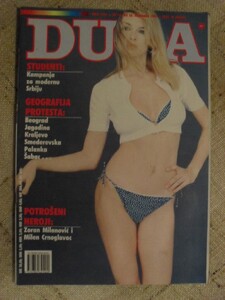 DUGA
STUDENTI:
Kampanja
za modernu
Srbiju
GEOGRAFIJA
PROTESTA:
Beograd
Jagodina
Kraljevo
Smederevska
Palanka
Šabac
POTROŠENI
HEROJI:
Zoran Milanović i
Milen Crnoglavac